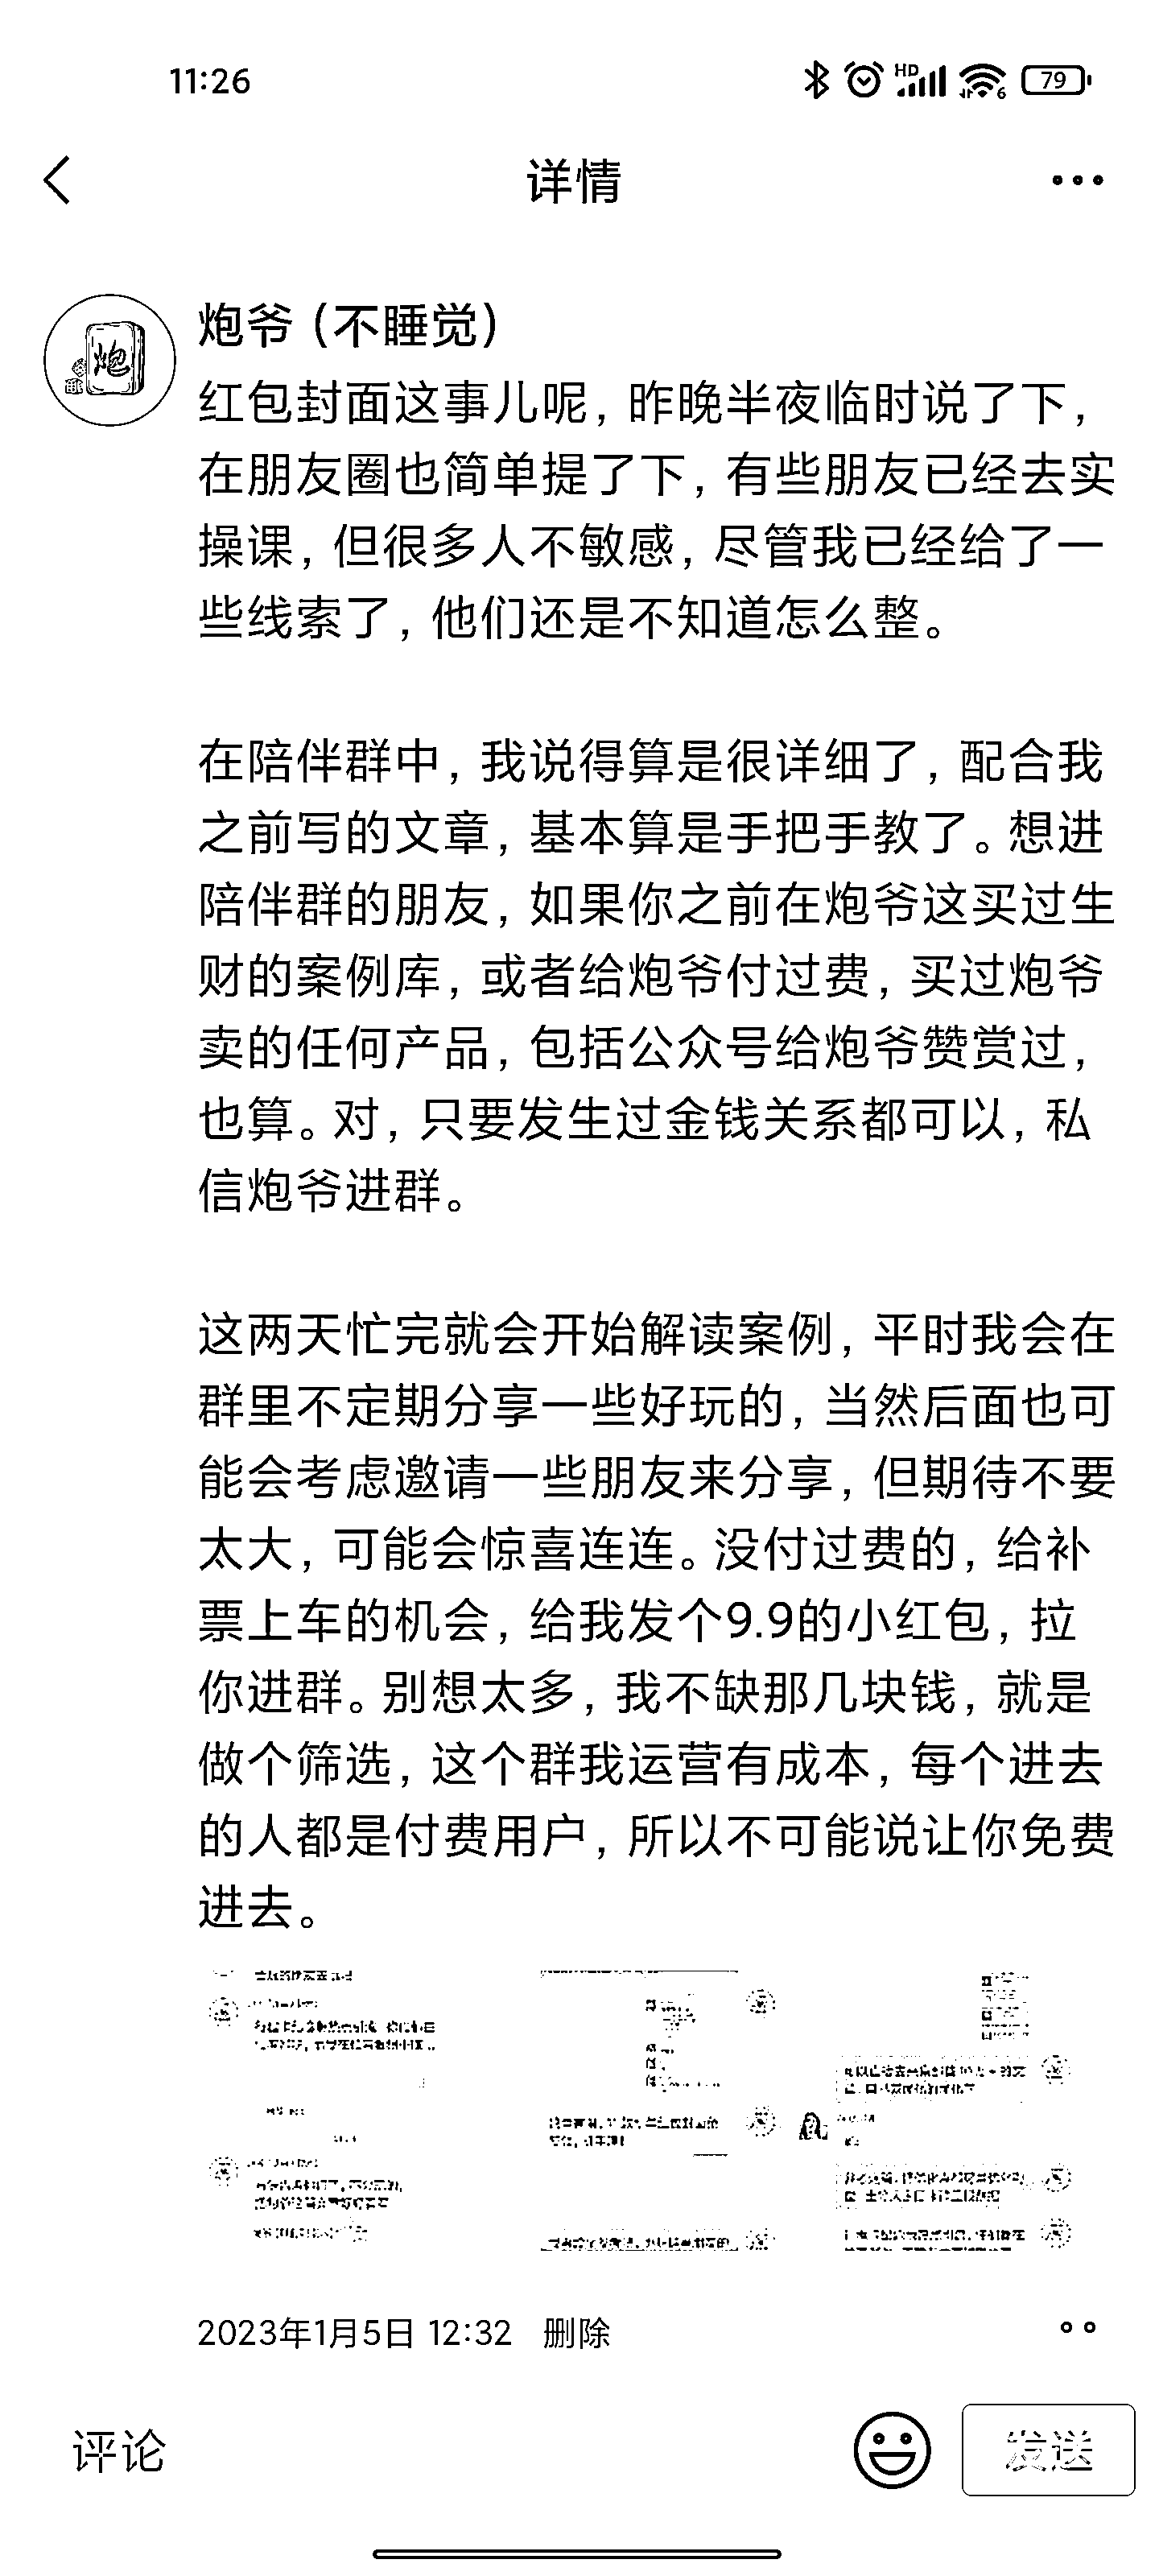 11:26
HD
6
79
详情
炮
炮爷（不睡觉）
红包封面这事儿呢，昨晚半夜临时说了下，
在朋友圈也简单提了下，有些朋友已经去实
操课，但很多人不敏感，尽管我已经给了一
些线索了，他们还是不知道怎么整。
在陪伴群中，我说得算是很详细了，配合我
之前写的文章，基本算是手把手教了。想进
陪伴群的朋友，如果你之前在炮爷这买过生
财的案例库，或者给炮爷付过费，买过炮爷
卖的任何产品，包括公众号给炮爷赞赏过，
也算。对，只要发生过金钱关系都可以，私
信炮爷进群。
这两天忙完就会开始解读案例，平时我会在
群里不定期分享一些好玩的，当然后面也可
能会考虑邀请一些朋友来分享，但期待不要
太大，可能会惊喜连连。没付过费的，给补
票上车的机会，给我发个9.9的小红包，拉
你进群。别想太多，我不缺那几块钱，就是
做个筛选，这个群我运营有成本，每个进去
的人都是付费用户，所以不可能说让你免费
进去。
2023年1月5日 12:32 删除
评论
发送